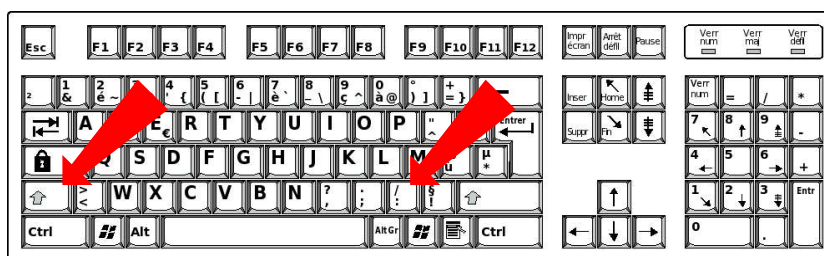 Esc F1 F2 F3 F4 F5 F6 F7 F8 F9 F10 F11 F12 Impr écran Arrêt défil Pause Verr num Verr maj Verr défil
² 1 & 2 é ~ 4 ' { 5 ( [ 6 - | 7 è ` 8 _ \ 9 ç ^ 0 à @ ° ) ] + = } Inser Home Verr num = / *
A E € R T Y U I O P ¨ ^ Entrer Suppr Fin 7 8 9 -
Q S D F G H J K L M ù µ * 4 5 6 +
> < W X C V B N ? , . ; / : § ! 1 2 3 Entr
Ctrl Alt Alt Gr Ctrl 0 .